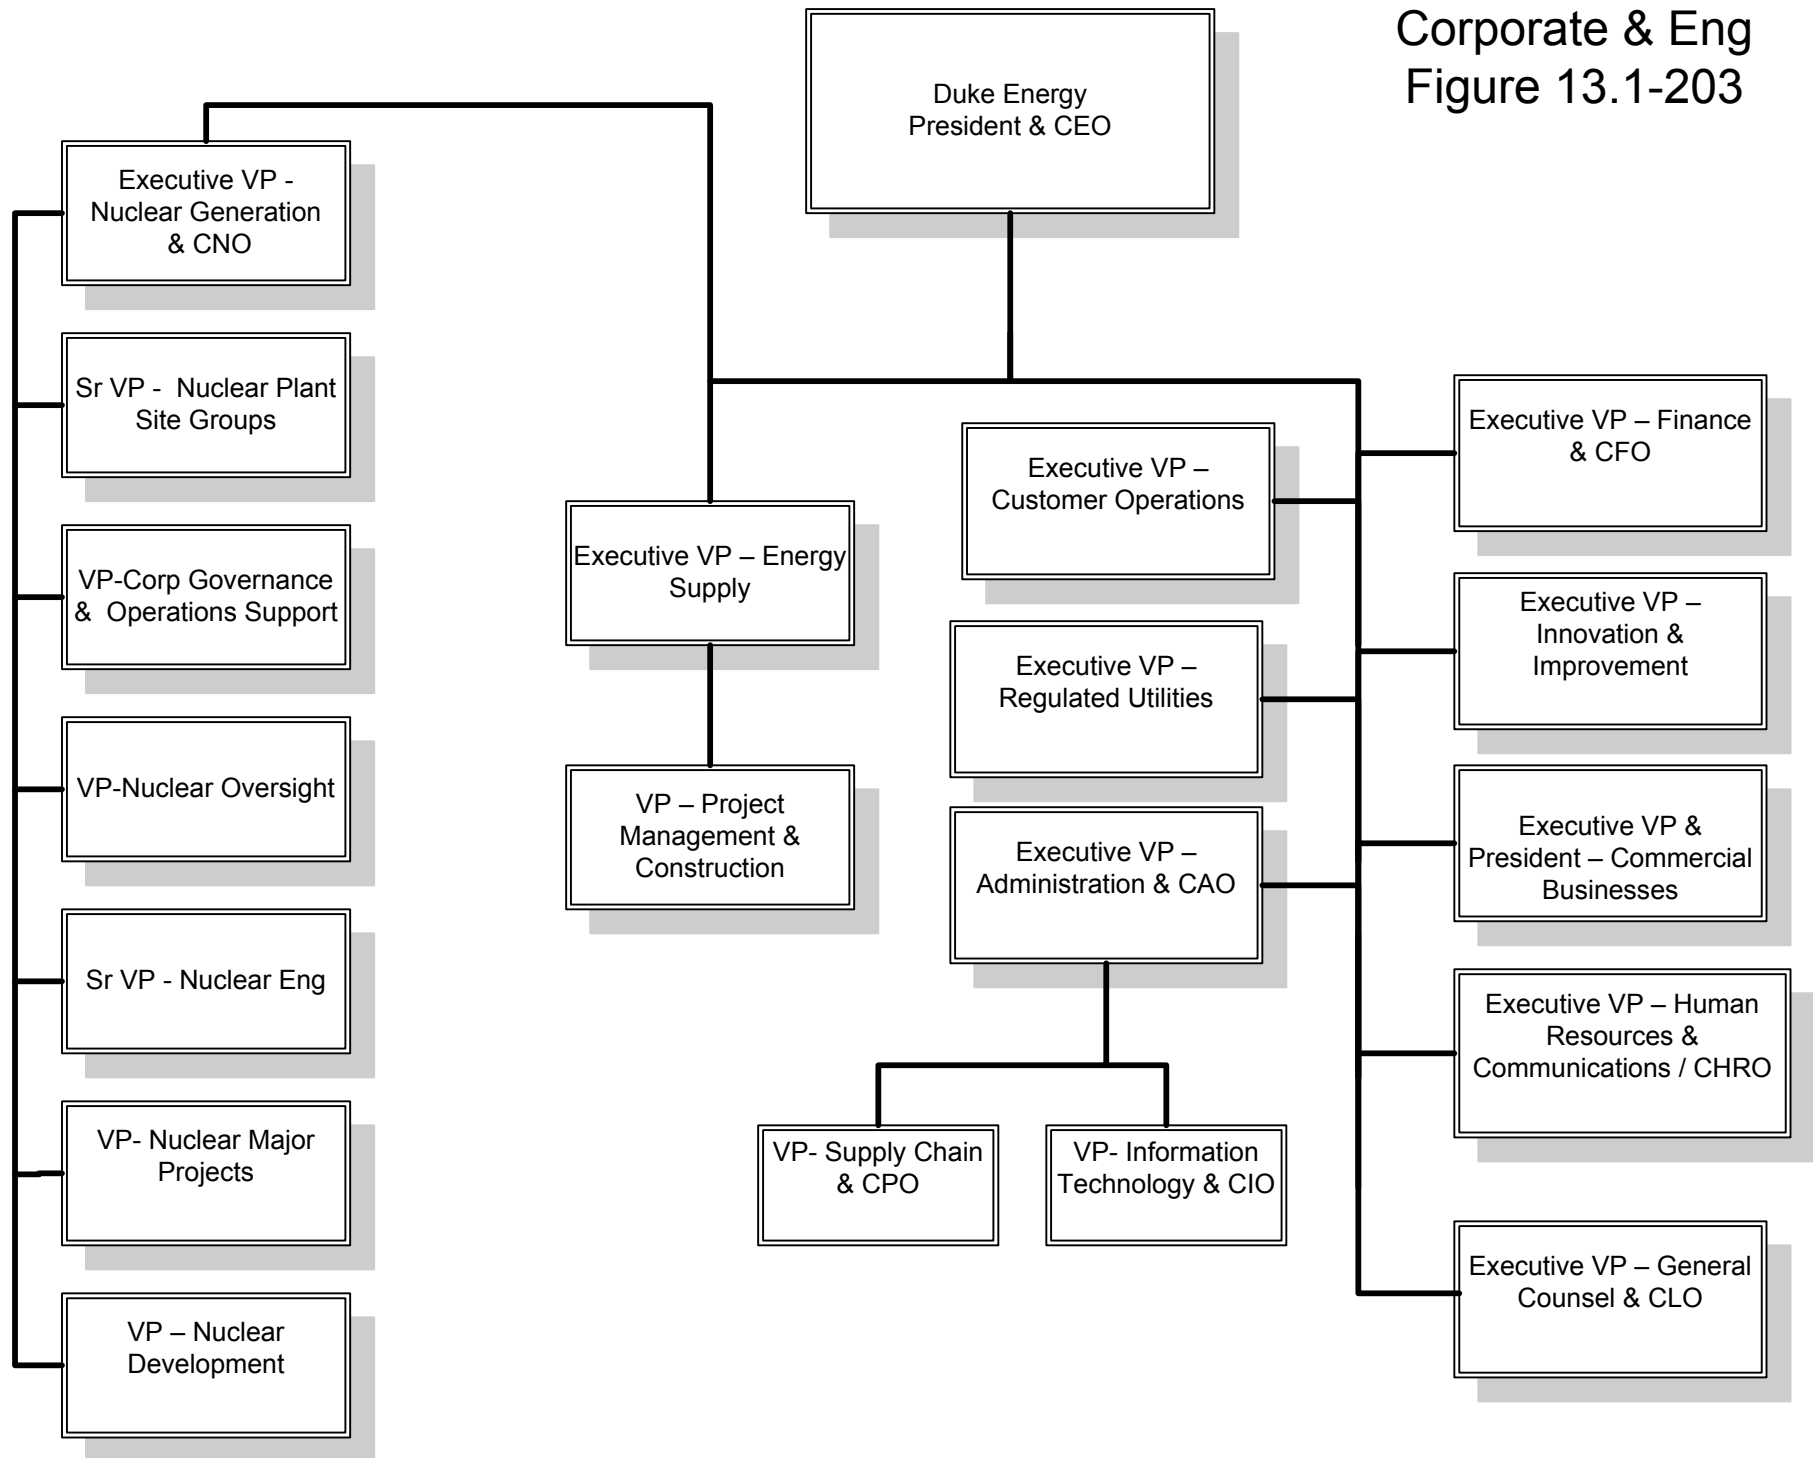 Corporate & Eng
Figure 13.1-203
Duke Energy
President & CEO
Executive VP -
Nuclear Generation
& CNO
Sr VP -  Nuclear Plant
Site Groups
VP-Corp Governance
&  Operations Support
VP-Nuclear Oversight
Sr VP - Nuclear Eng
VP- Nuclear Major
Projects
VP – Nuclear
Development
Executive VP – Energy
Supply
VP – Project
Management &
Construction
Executive VP –
Customer Operations
Executive VP –
Regulated Utilities
Executive VP –
Administration & CAO
VP- Supply Chain
& CPO
VP- Information
Technology & CIO
Executive VP – Finance
& CFO
Executive VP –
Innovation &
Improvement
Executive VP &
President – Commercial
Businesses
Executive VP – Human
Resources &
Communications / CHRO
Executive VP – General
Counsel & CLO